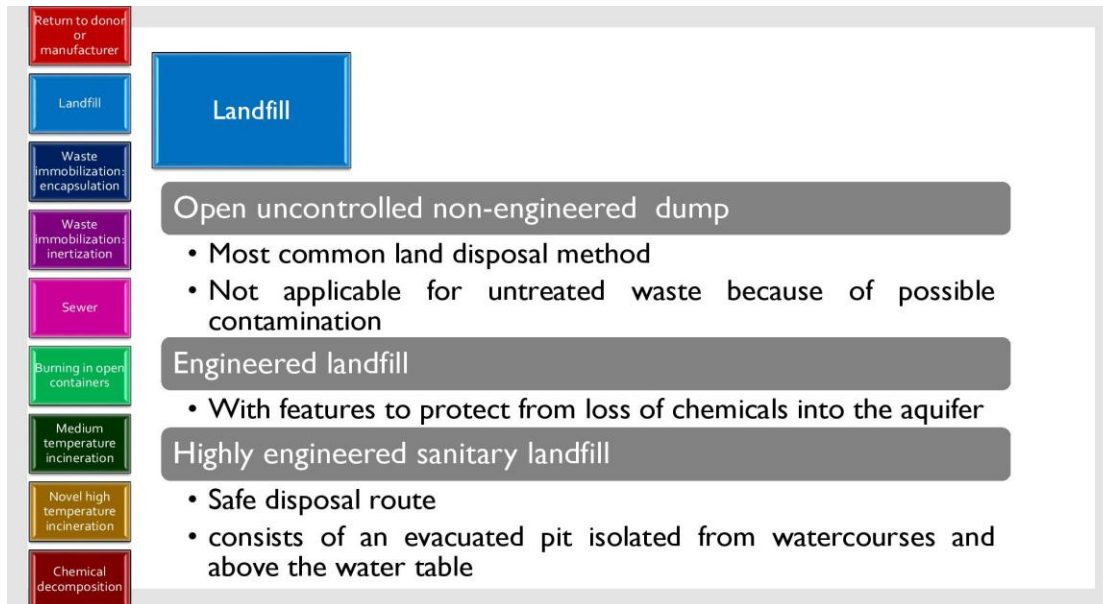 Return to donor
or
manufacturer
Landfill
Waste
immobilization:
encapsulation
Waste
immobilization:
inertization
Sewer
Burning in open
containers
Medium
temperature
incineration
Novel high
temperature
incineration
Chemical
decomposition
Landfill
Open uncontrolled non-engineered dump
• Most common land disposal method
• Not applicable for untreated waste because of possible
contamination
Engineered landfill
• With features to protect from loss of chemicals into the aquifer
Highly engineered sanitary landfill
• Safe disposal route
• consists of an evacuated pit isolated from watercourses and
above the water table